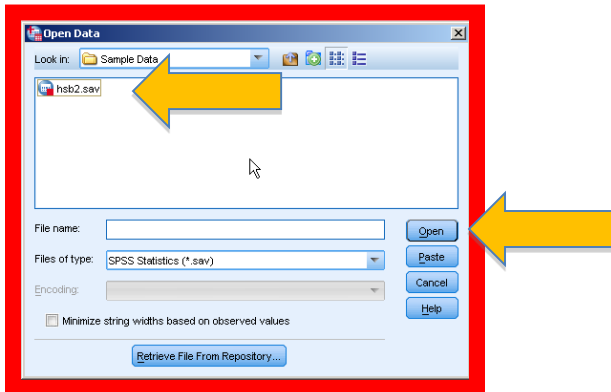 Open Data
Look in: Sample Data
hsb2.sav
File name:
Open
Files of type: SPSS Statistics (*.sav)
Paste
Encoding:
Cancel
Help
Minimize string widths based on observed values
Retrieve File From Repository...